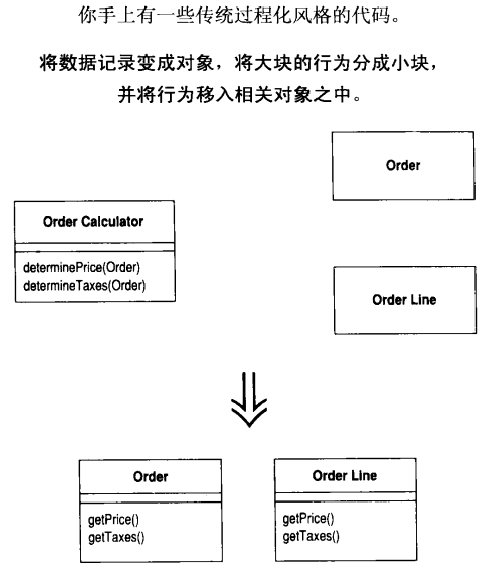 你手上有一些传统过程化风格的代码。
将数据记录变成对象，将大块的行为分成小块，
并将行为移入相关对象之中。
Order
Order Calculator
determinePrice(Order)
determineTaxes(Order)
Order Line
Order
getPrice()
getTaxes()
Order Line
getPrice()
getTaxes()